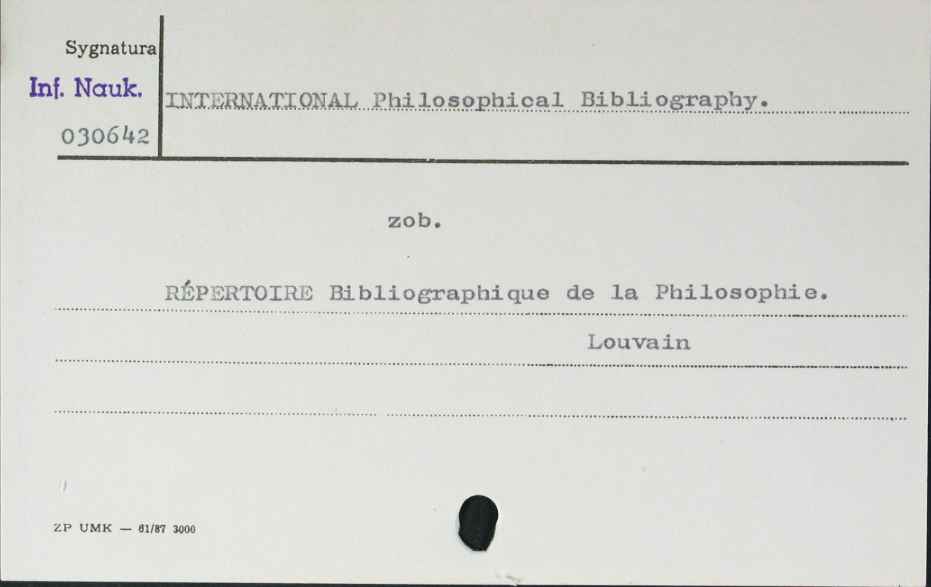 Sygnatura
Inf. Nauk.
INTERNATIONAL Philosophical Bibliography.
030642
zob.
RÉPERTOIRE Bibliographique de la Philosophie.
Louvain
ZP UMK — 61/87 3000